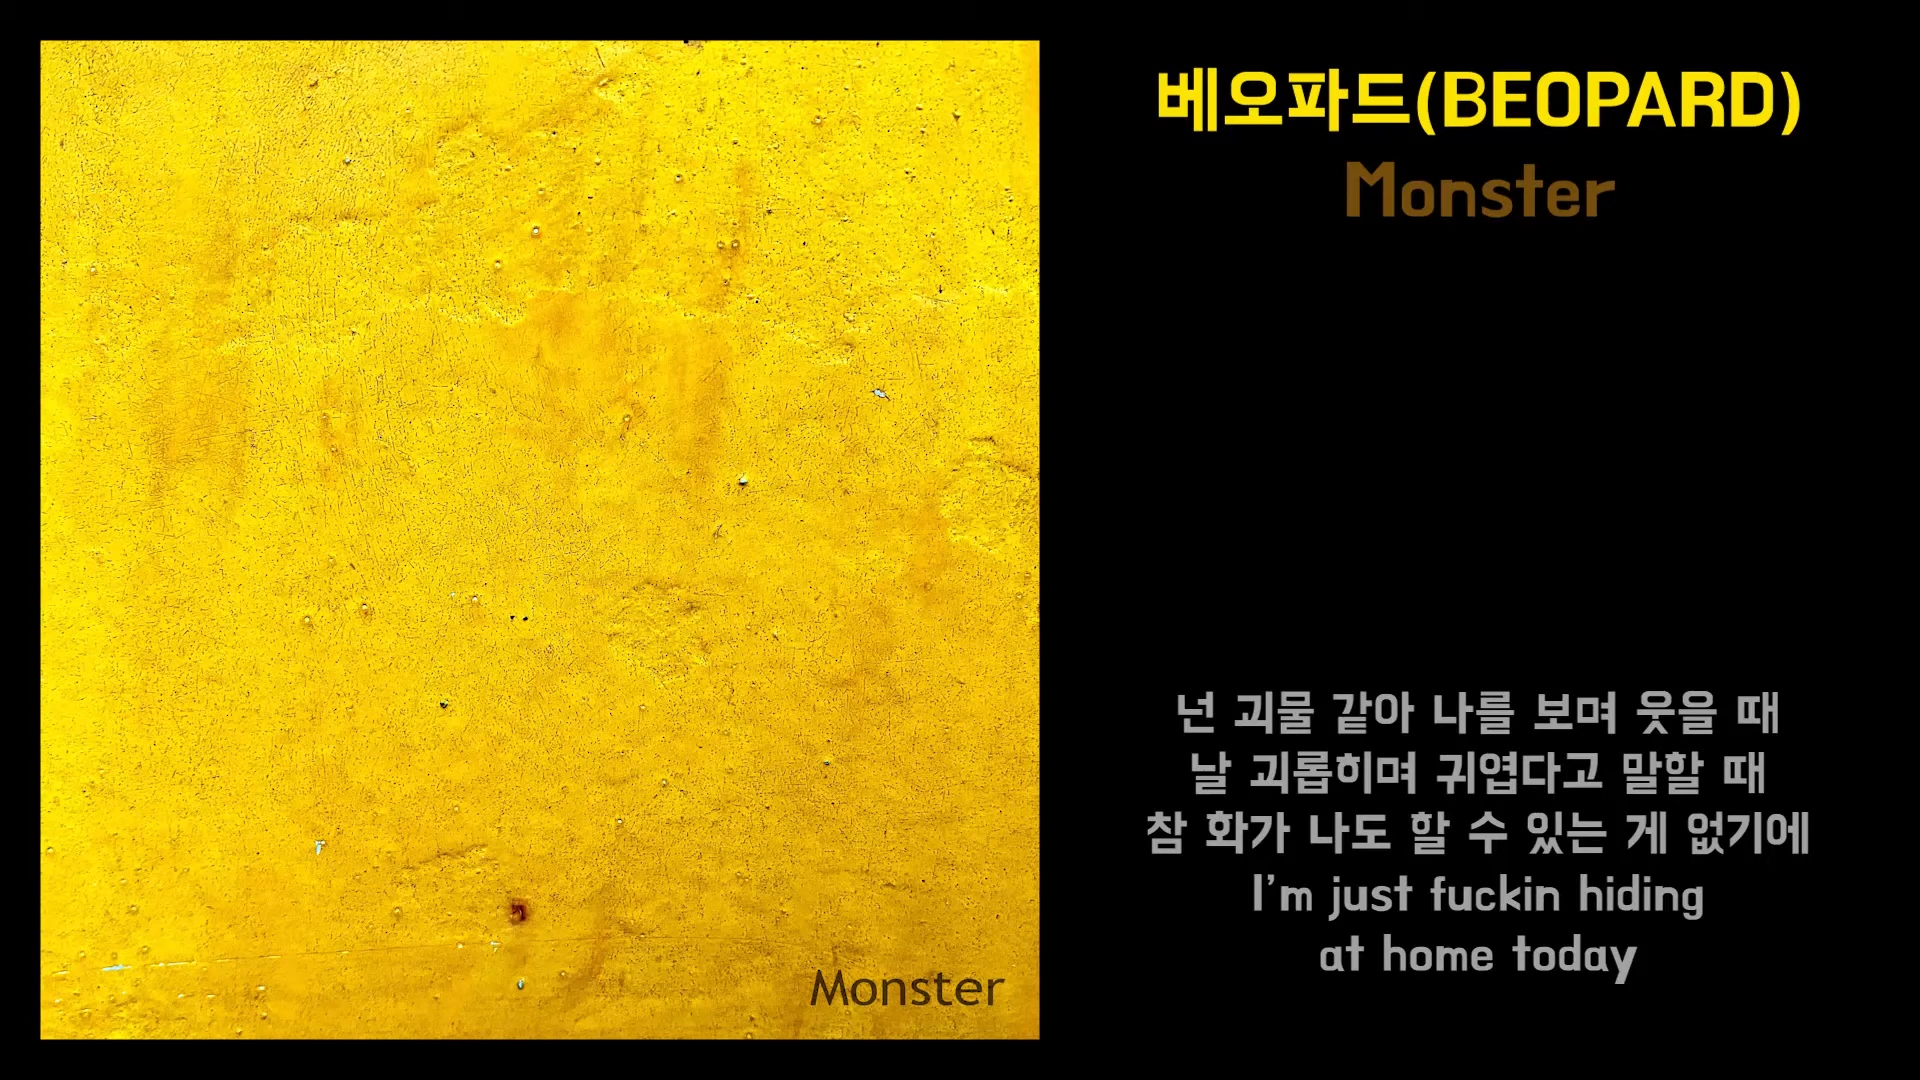 베오파드(BEOPARD)
Monster
넌 괴물 같아 나를 보며 웃을 때
날 괴롭히며 귀엽다고 말할 때
참 화가 나도 할 수 있는 게 없기에
I'm just fuckin hiding
at home today
Monster